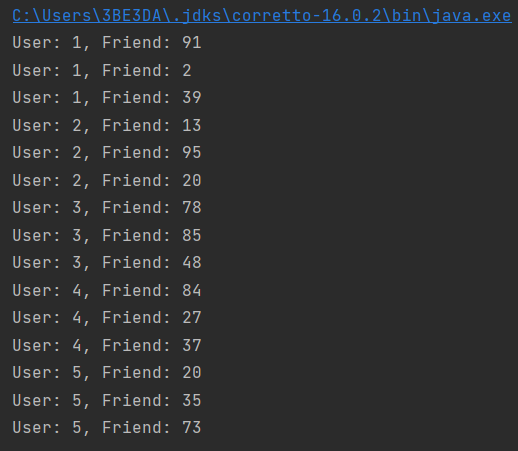 C:\Users\3BE3DA\.jdks\corretto-16.0.2\bin\java.exe
User: 1, Friend: 91
User: 1, Friend: 2
User: 1, Friend: 39
User: 2, Friend: 13
User: 2, Friend: 95
User: 2, Friend: 20
User: 3, Friend: 78
User: 3, Friend: 85
User: 3, Friend: 48
User: 4, Friend: 84
User: 4, Friend: 27
User: 4, Friend: 37
User: 5, Friend: 20
User: 5, Friend: 35
User: 5, Friend: 73